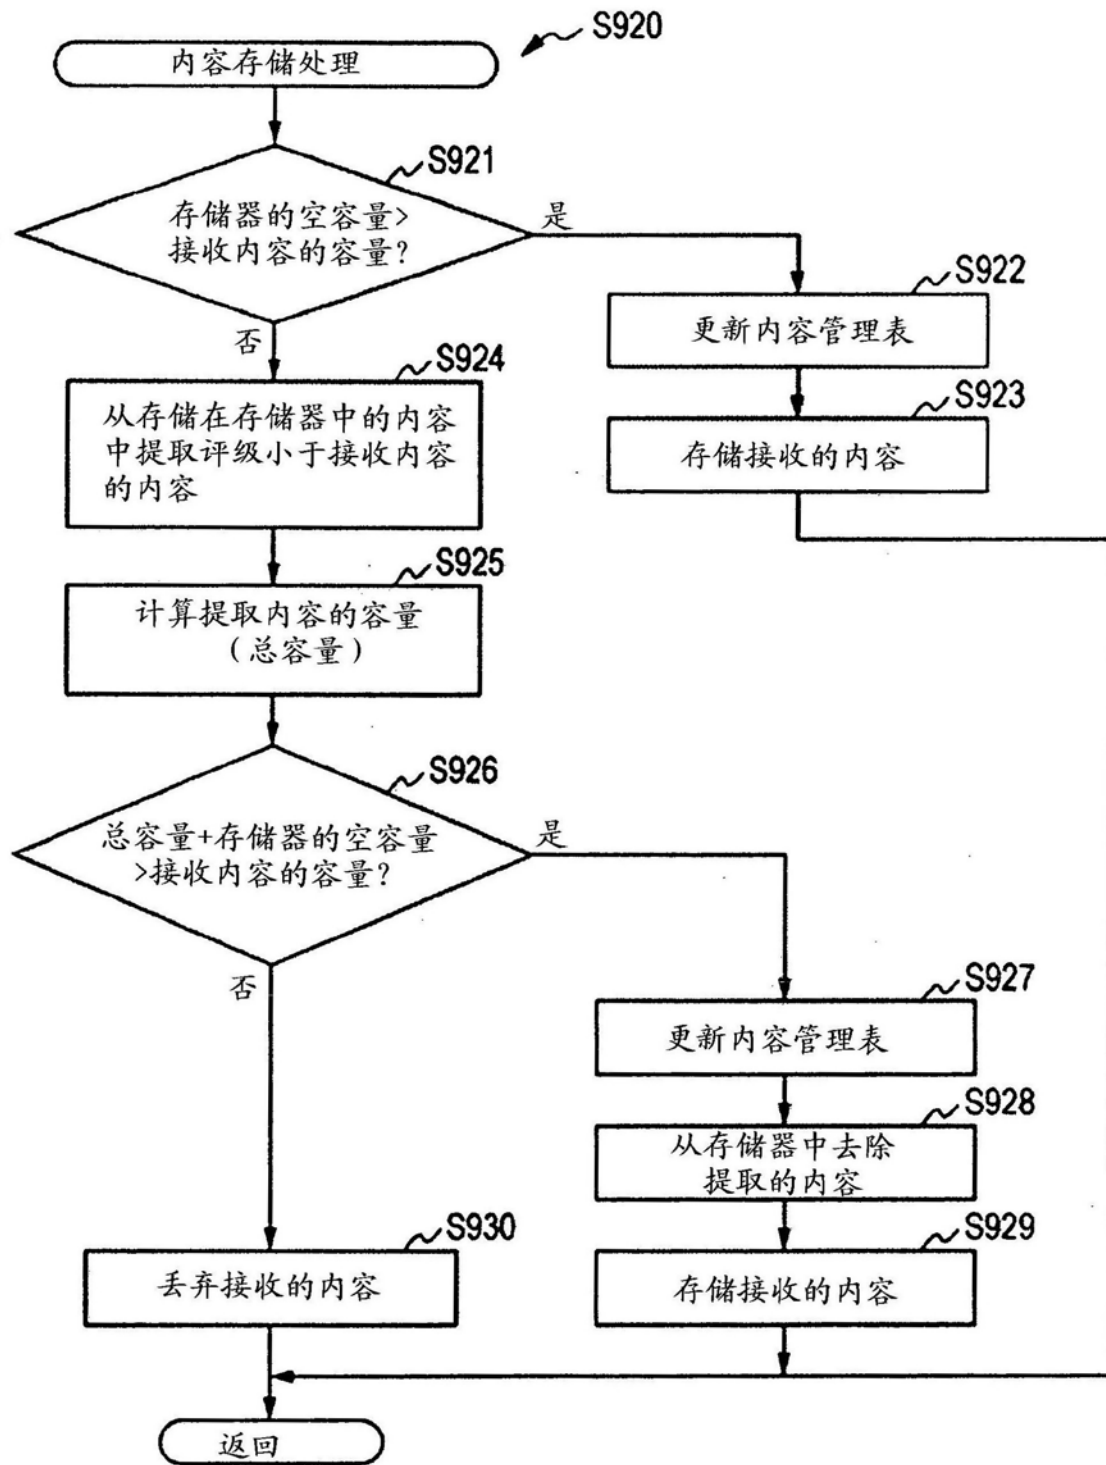 S920
内容存储处理
S921
存储器的空容量>
接收内容的容量?
是
否
S922
更新内容管理表
S923
存储接收的内容
S924
从存储在存储器中的内容
中提取评级小于接收内容
的内容
S925
计算提取内容的容量
(总容量)
S926
总容量+存储器的空容量
>接收内容的容量?
是
否
S927
更新内容管理表
S928
从存储器中去除
提取的内容
S929
存储接收的内容
S930
丢弃接收的内容
返回